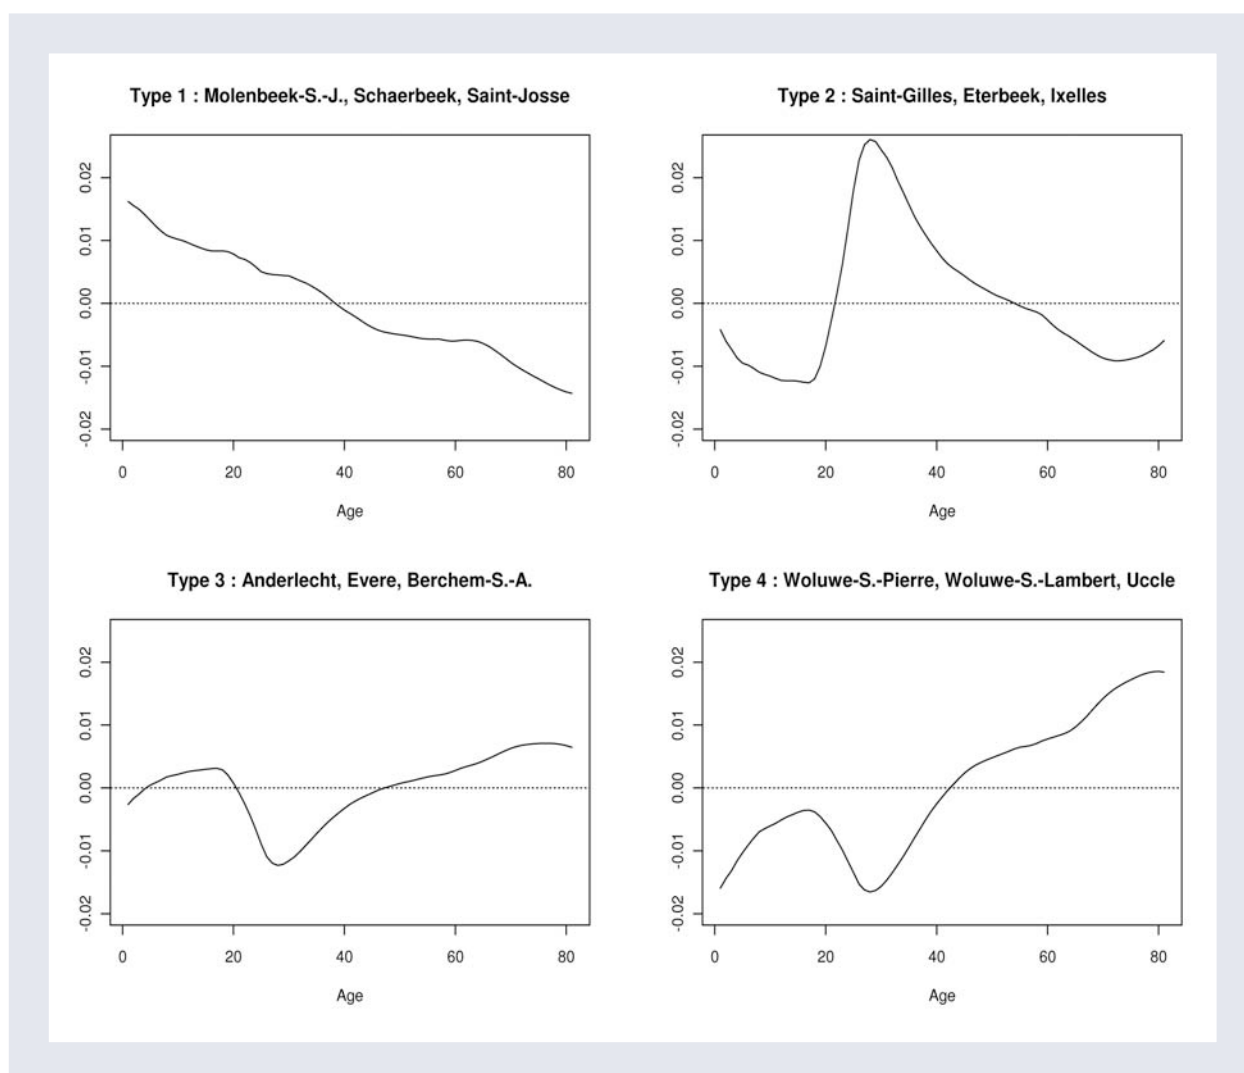 Type 1 : Molenbeek-S.-J., Schaerbeek, Saint-Josse
0.02
0.01
0.00
-0.01
-0.02
0 20 40 60 80
Age
Type 2 : Saint-Gilles, Eterbeek, Ixelles
0.02
0.01
0.00
-0.01
-0.02
0 20 40 60 80
Age
Type 3 : Anderlecht, Evere, Berchem-S.-A.
0.02
0.01
0.00
-0.01
-0.02
0 20 40 60 80
Age
Type 4 : Woluwe-S.-Pierre, Woluwe-S.-Lambert, Uccle
0.02
0.01
0.00
-0.01
-0.02
0 20 40 60 80
Age